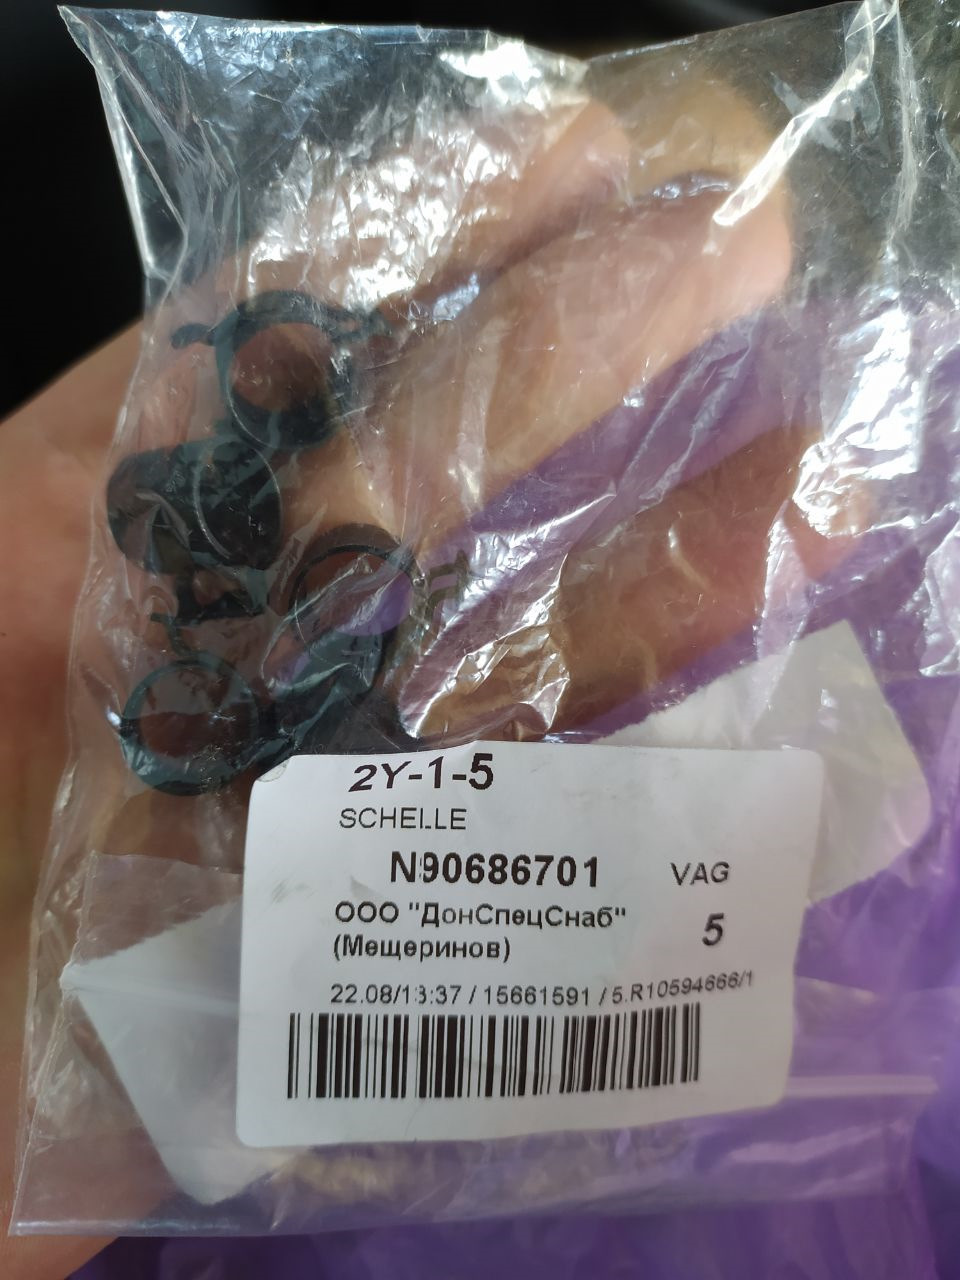 2Y-1-5
SCHELLE
N90686701 VAG
ООО "ДонСпецСнаб" 5
(Мещеринов)
22.08/13:37 / 15661591 / 5.R10594666/1